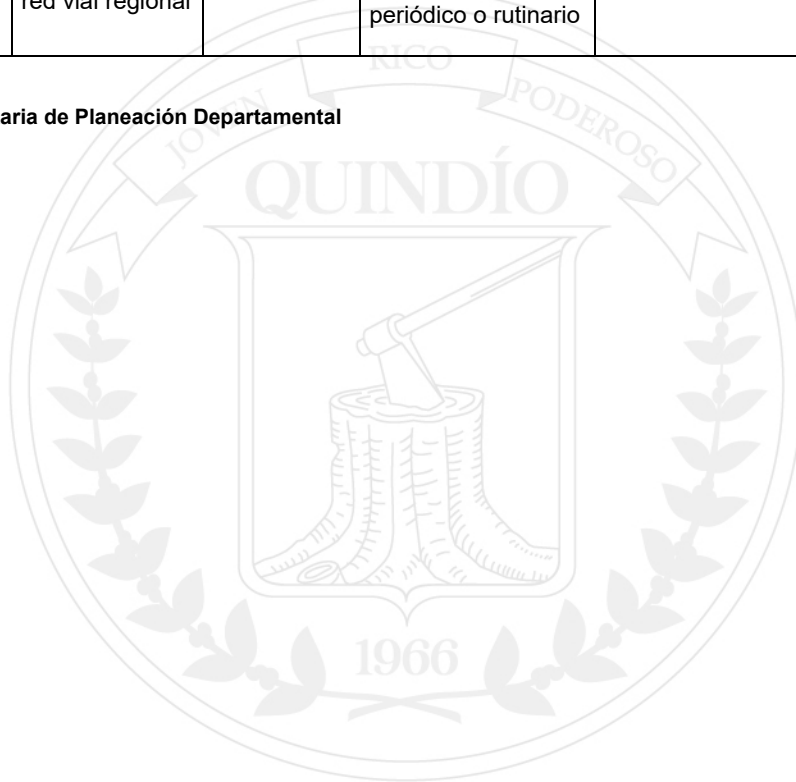 red vial regional
periódico o rutinario
aria de Planeación Departamental
JOVEN RICO PODEROSO
QUINDÍO
1966